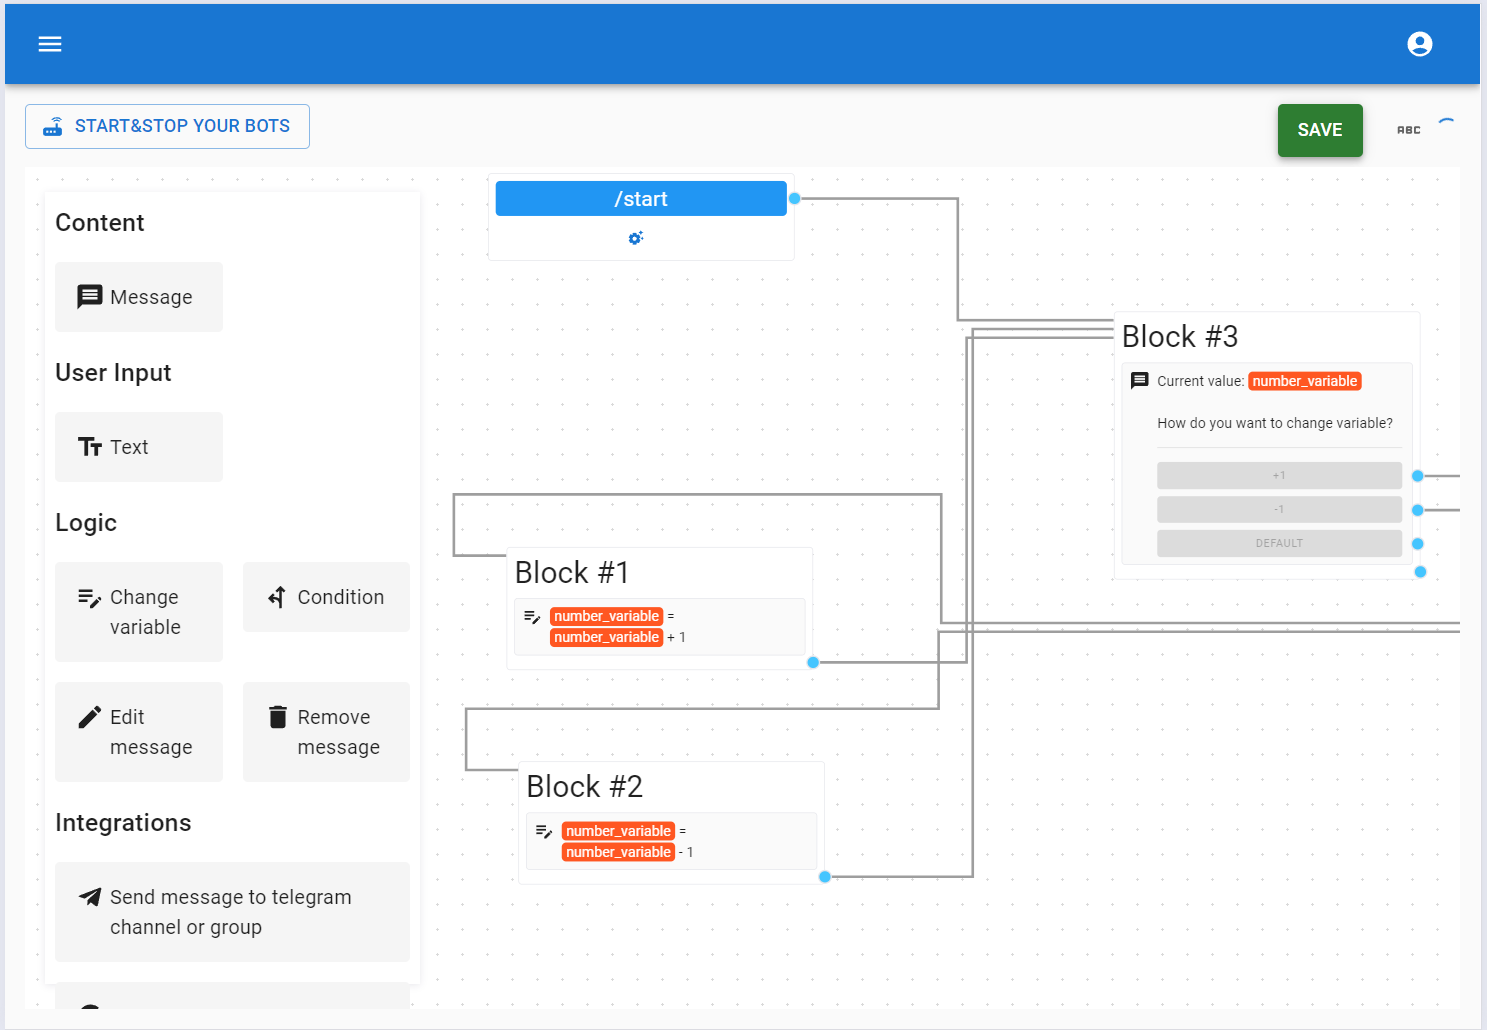 START&STOP YOUR BOTS
SAVE
ABC
Content
Message
User Input
Text
Logic
Change
variable
Condition
Edit
message
Remove
message
Integrations
Send message to telegram
channel or group
/start
Block #3
Current value: number_variable
How do you want to change variable?
+1
-1
DEFAULT
Block #1
number_variable =
number_variable + 1
Block #2
number_variable =
number_variable - 1